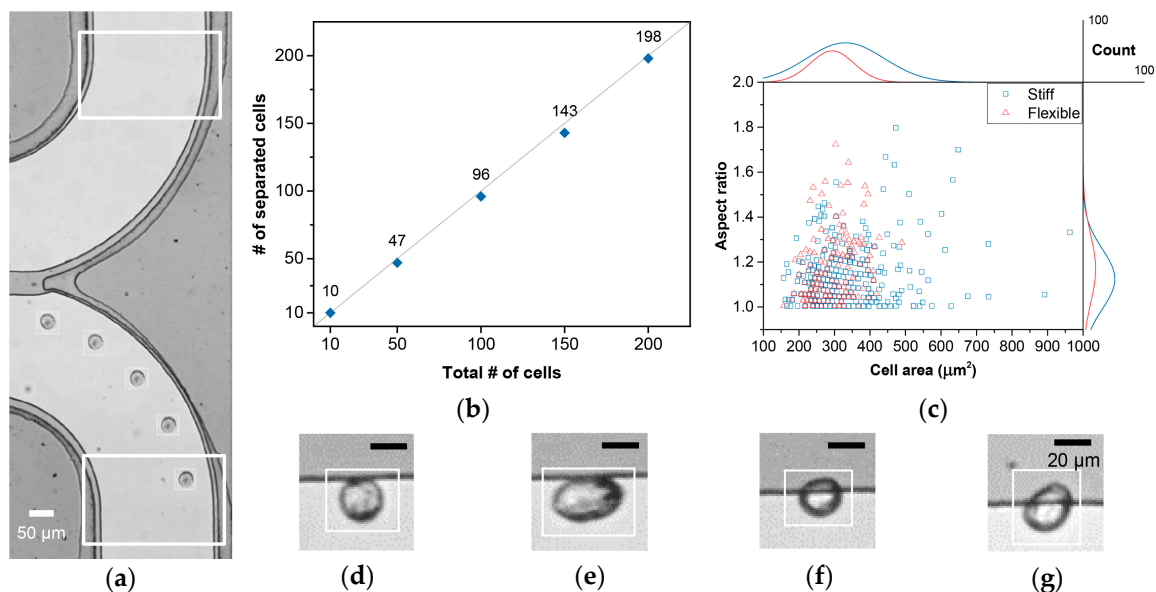 50 µm
(a)
# of separated cells
200
150
100
50
10
10
47
96
143
198
10
50
100
150
200
Total # of cells
(b)
100
Count
100
Stiff
Flexible
Aspect ratio
2.0
1.8
1.6
1.4
1.2
1.0
100 200 300 400 500 600 700 800 900 1000
Cell area (µm²)
(c)
20 µm
(d)
(e)
(f)
(g)